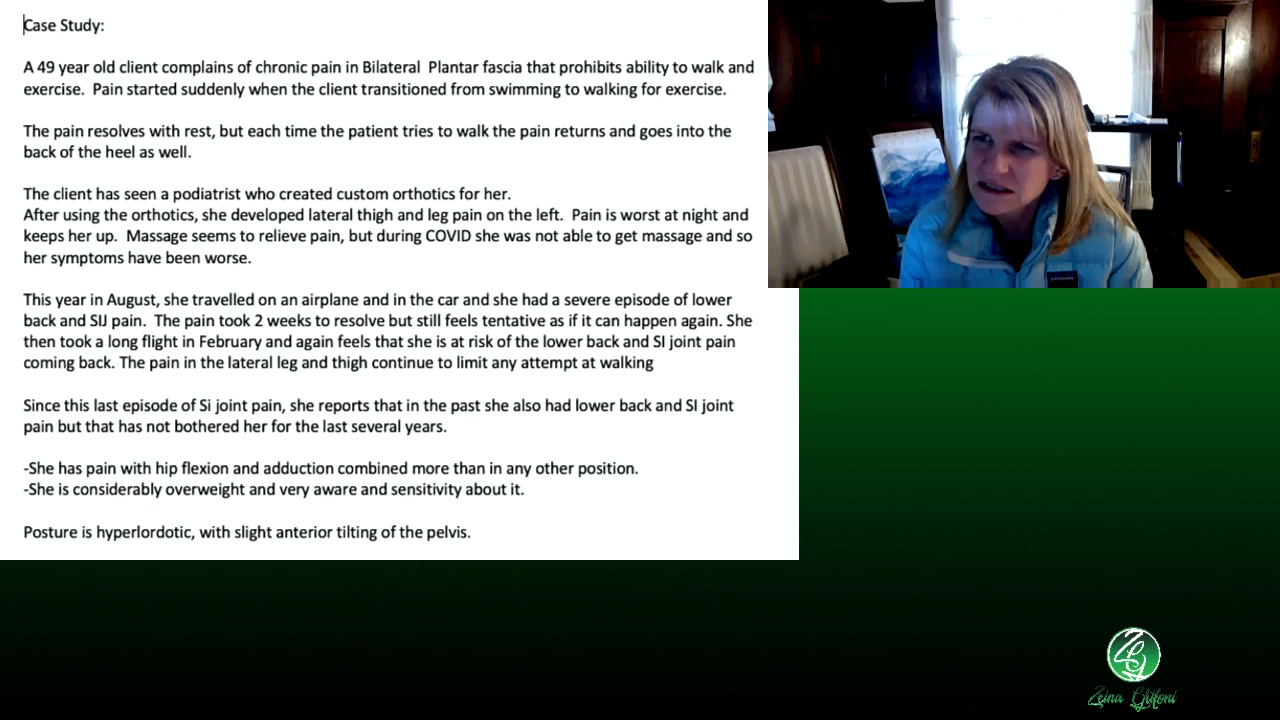 Case Study:
A 49 year old client complains of chronic pain in Bilateral Plantar fascia that prohibits ability to walk and
exercise. Pain started suddenly when the client transitioned from swimming to walking for exercise.
The pain resolves with rest, but each time the patient tries to walk the pain returns and goes into the
back of the heel as well.
The client has seen a podiatrist who created custom orthotics for her.
After using the orthotics, she developed lateral thigh and leg pain on the left. Pain is worst at night and
keeps her up. Massage seems to relieve pain, but during COVID she was not able to get massage and so
her symptoms have been worse.
This year in August, she travelled on an airplane and in the car and she had a severe episode of lower
back and SIJ pain. The pain took 2 weeks to resolve but still feels tentative as if it can happen again. She
then took a long flight in February and again feels that she is at risk of the lower back and SI joint pain
coming back. The pain in the lateral leg and thigh continue to limit any attempt at walking
Since this last episode of Si joint pain, she reports that in the past she also had lower back and SI joint
pain but that has not bothered her for the last several years.
-She has pain with hip flexion and adduction combined more than in any other position.
-She is considerably overweight and very aware and sensitivity about it.
Posture is hyperlordotic, with slight anterior tilting of the pelvis.